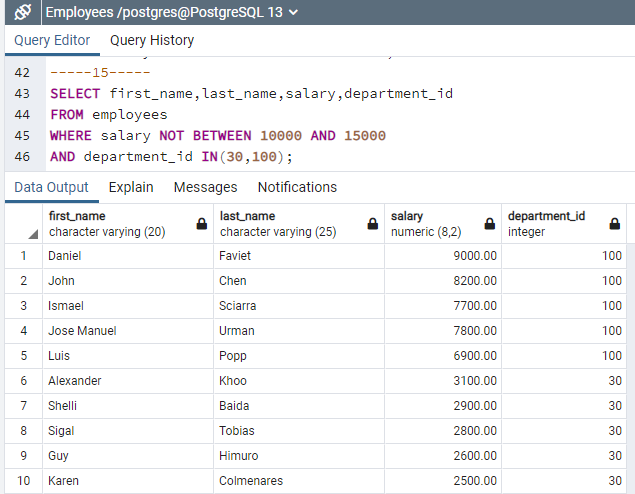 Employees /postgres@PostgreSQL 13
Query Editor Query History
42 -----15-----
43 SELECT first_name,last_name,salary,department_id
44 FROM employees
45 WHERE salary NOT BETWEEN 10000 AND 15000
46 AND department_id IN(30,100);
Data Output Explain Messages Notifications
first_name last_name salary department_id
character varying (20) character varying (25) numeric (8,2) integer
1 Daniel Faviet 9000.00 100
2 John Chen 8200.00 100
3 Ismael Sciarra 7700.00 100
4 Jose Manuel Urman 7800.00 100
5 Luis Popp 6900.00 100
6 Alexander Khoo 3100.00 30
7 Shelli Baida 2900.00 30
8 Sigal Tobias 2800.00 30
9 Guy Himuro 2600.00 30
10 Karen Colmenares 2500.00 30